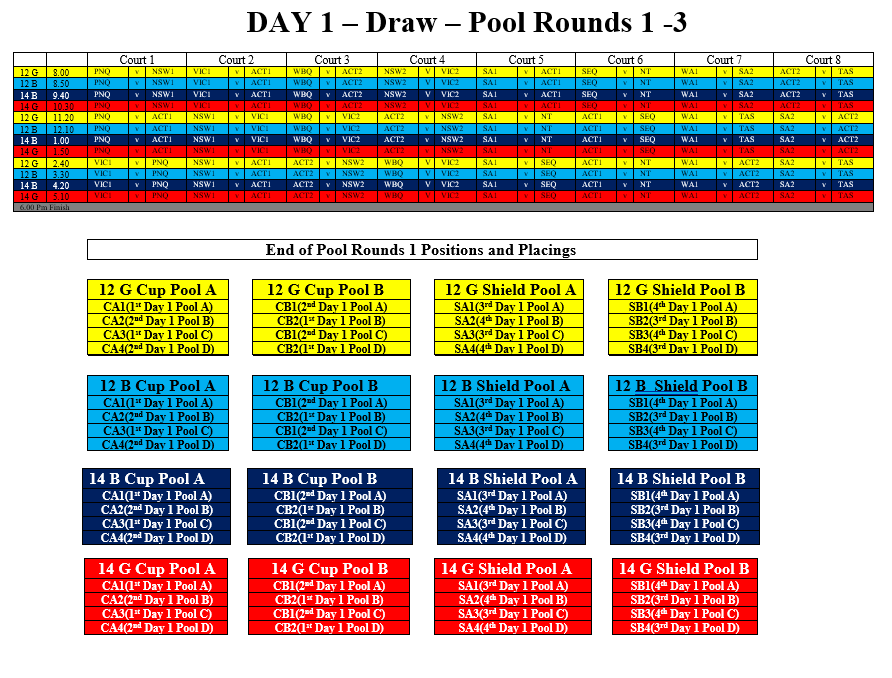 DAY 1 – Draw – Pool Rounds 1 -3
Court 1 Court 2 Court 3 Court 4 Court 5 Court 6 Court 7 Court 8
12 G 8.00 PNQ v NSW1 VIC1 v ACT1 WBQ v ACT2 NSW2 V VIC2 SA1 v ACT1 SEQ v NT WA1 v SA2 ACT2 v TAS
12 B 8.50 PNQ v NSW1 VIC1 v ACT1 WBQ v ACT2 NSW2 v VIC2 SA1 v ACT1 SEQ v NT WA1 v SA2 ACT2 v TAS
14 B 9.40 PNQ v NSW1 VIC1 v ACT1 WBQ v ACT2 NSW2 v VIC2 SA1 v ACT1 SEQ v NT WA1 v SA2 ACT2 v TAS
14 G 10.30 PNQ v NSW1 VIC1 v ACT1 WBQ v ACT2 NSW2 v VIC2 SA1 v ACT1 SEQ v NT WA1 v SA2 ACT2 v TAS
12 G 11.20 PNQ v ACT1 NSW1 v VIC1 WBQ v VIC2 ACT2 v NSW2 SA1 v NT ACT1 v SEQ WA1 v TAS SA2 v ACT2
12 B 12.10 PNQ v ACT1 NSW1 v VIC1 WBQ v VIC2 ACT2 v NSW2 SA1 v NT ACT1 v SEQ WA1 v TAS SA2 v ACT2
14 B 1.00 PNQ v ACT1 NSW1 v VIC1 WBQ v VIC2 ACT2 v NSW2 SA1 v NT ACT1 v SEQ WA1 v TAS SA2 v ACT2
14 G 1.50 PNQ v ACT1 NSW1 v VIC1 WBQ v VIC2 ACT2 v NSW2 SA1 v NT ACT1 v SEQ WA1 v TAS SA2 v ACT2
12 G 2.40 VIC1 v PNQ NSW1 v ACT1 ACT2 v NSW2 WBQ v VIC2 SA1 v SEQ ACT1 v NT WA1 v ACT2 SA2 v TAS
12 B 3.30 VIC1 v PNQ NSW1 v ACT1 ACT2 v NSW2 WBQ v VIC2 SA1 v SEQ ACT1 v NT WA1 v ACT2 SA2 v TAS
14 B 4.20 VIC1 v PNQ NSW1 v ACT1 ACT2 v NSW2 WBQ V VIC2 SA1 v SEQ ACT1 v NT WA1 v ACT2 SA2 v TAS
14 G 5.10 VIC1 v PNQ NSW1 v ACT1 ACT2 v NSW2 WBQ v VIC2 SA1 v SEQ ACT1 v NT WA1 v ACT2 SA2 v TAS
6.00 Pm Finish
End of Pool Rounds 1 Positions and Placings
12 G Cup Pool A 12 G Cup Pool B 12 G Shield Pool A 12 G Shield Pool B
CA1(1st Day 1 Pool A) CB1(2nd Day 1 Pool A) SA1(3rd Day 1 Pool A) SB1(4th Day 1 Pool A)
CA2(2nd Day 1 Pool B) CB2(1st Day 1 Pool B) SA2(4th Day 1 Pool B) SB2(3rd Day 1 Pool B)
CA3(1st Day 1 Pool C) CB1(2nd Day 1 Pool C) SA3(3rd Day 1 Pool C) SB3(4th Day 1 Pool C)
CA4(2nd Day 1 Pool D) CB2(1st Day 1 Pool D) SA4(4th Day 1 Pool D) SB4(3rd Day 1 Pool D)
12 B Cup Pool A 12 B Cup Pool B 12 B Shield Pool A 12 B Shield Pool B
CA1(1st Day 1 Pool A) CB1(2nd Day 1 Pool A) SA1(3rd Day 1 Pool A) SB1(4th Day 1 Pool A)
CA2(2nd Day 1 Pool B) CB2(1st Day 1 Pool B) SA2(4th Day 1 Pool B) SB2(3rd Day 1 Pool B)
CA3(1st Day 1 Pool C) CB1(2nd Day 1 Pool C) SA3(3rd Day 1 Pool C) SB3(4th Day 1 Pool C)
CA4(2nd Day 1 Pool D) CB2(1st Day 1 Pool D) SA4(4th Day 1 Pool D) SB4(3rd Day 1 Pool D)
14 B Cup Pool A 14 B Cup Pool B 14 B Shield Pool A 14 B Shield Pool B
CA1(1st Day 1 Pool A) CB1(2nd Day 1 Pool A) SA1(3rd Day 1 Pool A) SB1(4th Day 1 Pool A)
CA2(2nd Day 1 Pool B) CB2(1st Day 1 Pool B) SA2(4th Day 1 Pool B) SB2(3rd Day 1 Pool B)
CA3(1st Day 1 Pool C) CB1(2nd Day 1 Pool C) SA3(3rd Day 1 Pool C) SB3(4th Day 1 Pool C)
CA4(2nd Day 1 Pool D) CB2(1st Day 1 Pool D) SA4(4th Day 1 Pool D) SB4(3rd Day 1 Pool D)
14 G Cup Pool A 14 G Cup Pool B 14 G Shield Pool A 14 G Shield Pool B
CA1(1st Day 1 Pool A) CB1(2nd Day 1 Pool A) SA1(3rd Day 1 Pool A) SB1(4th Day 1 Pool A)
CA2(2nd Day 1 Pool B) CB2(1st Day 1 Pool B) SA2(4th Day 1 Pool B) SB2(3rd Day 1 Pool B)
CA3(1st Day 1 Pool C) CB1(2nd Day 1 Pool C) SA3(3rd Day 1 Pool C) SB3(4th Day 1 Pool C)
CA4(2nd Day 1 Pool D) CB2(1st Day 1 Pool D) SA4(4th Day 1 Pool D) SB4(3rd Day 1 Pool D)